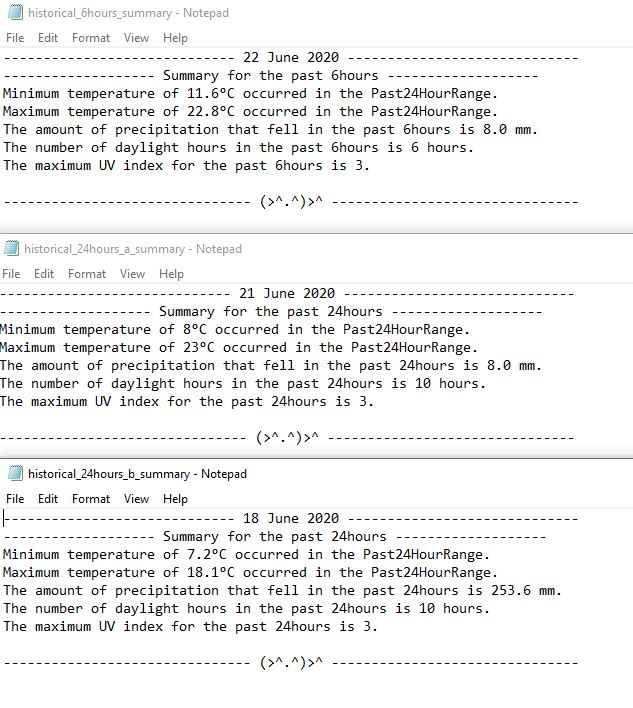 historical_6hours_summary - Notepad
File Edit Format View Help
---------------------------- 22 June 2020 ----------------------------
------------------ Summary for the past 6hours ------------------
Minimum temperature of 11.6°C occurred in the Past24HourRange.
Maximum temperature of 22.8°C occurred in the Past24HourRange.
The amount of precipitation that fell in the past 6hours is 8.0 mm.
The number of daylight hours in the past 6hours is 6 hours.
The maximum UV index for the past 6hours is 3.
------------------------------ (>^.^)>^ ------------------------------
historical_24hours_a_summary - Notepad
File Edit Format View Help
---------------------------- 21 June 2020 ----------------------------
------------------ Summary for the past 24hours ------------------
Minimum temperature of 8°C occurred in the Past24HourRange.
Maximum temperature of 23°C occurred in the Past24HourRange.
The amount of precipitation that fell in the past 24hours is 8.0 mm.
The number of daylight hours in the past 24hours is 10 hours.
The maximum UV index for the past 24hours is 3.
------------------------------ (>^.^)>^ ------------------------------
historical_24hours_b_summary - Notepad
File Edit Format View Help
---------------------------- 18 June 2020 ----------------------------
------------------ Summary for the past 24hours ------------------
Minimum temperature of 7.2°C occurred in the Past24HourRange.
Maximum temperature of 18.1°C occurred in the Past24HourRange.
The amount of precipitation that fell in the past 24hours is 253.6 mm.
The number of daylight hours in the past 24hours is 10 hours.
The maximum UV index for the past 24hours is 3.
------------------------------ (>^.^)>^ ------------------------------